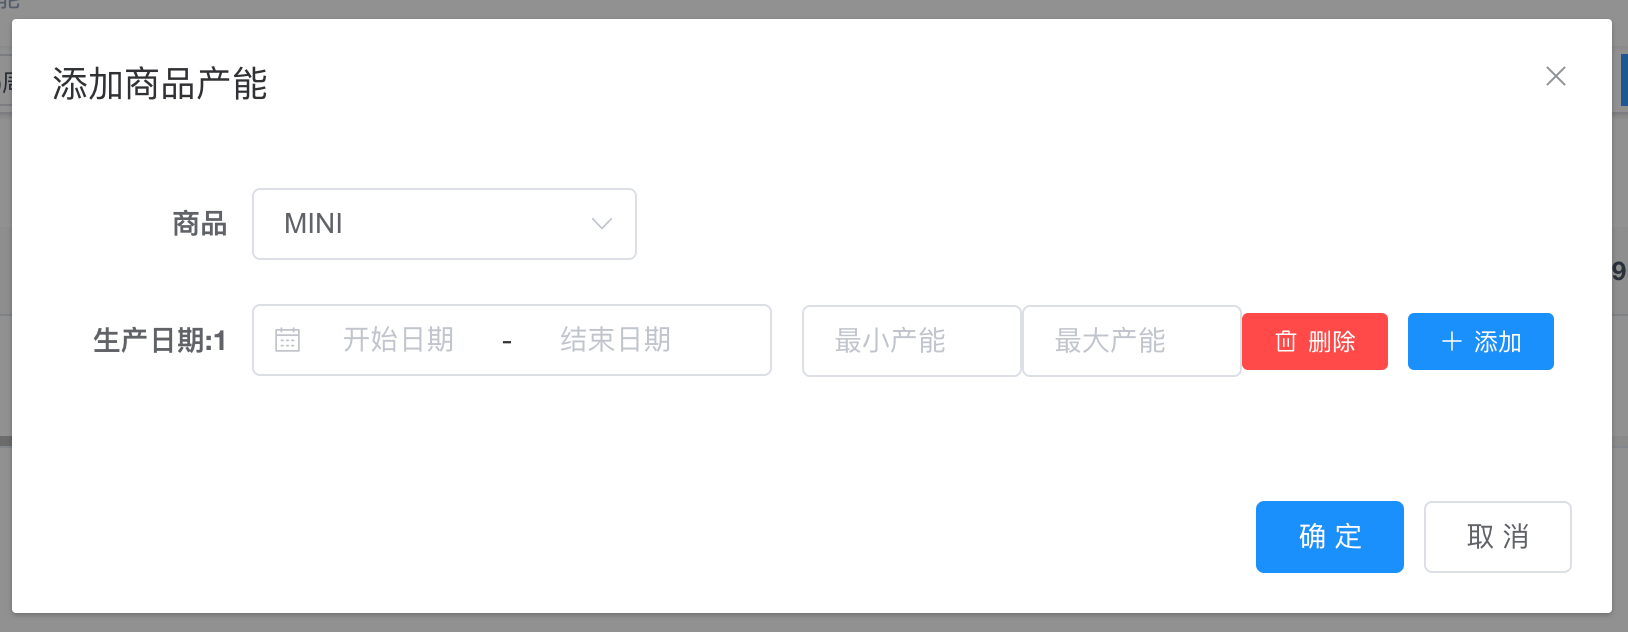 添加商品产能
商品 MINI
生产日期:1 开始日期 - 结束日期 最小产能 最大产能 删除 添加
确 定 取 消